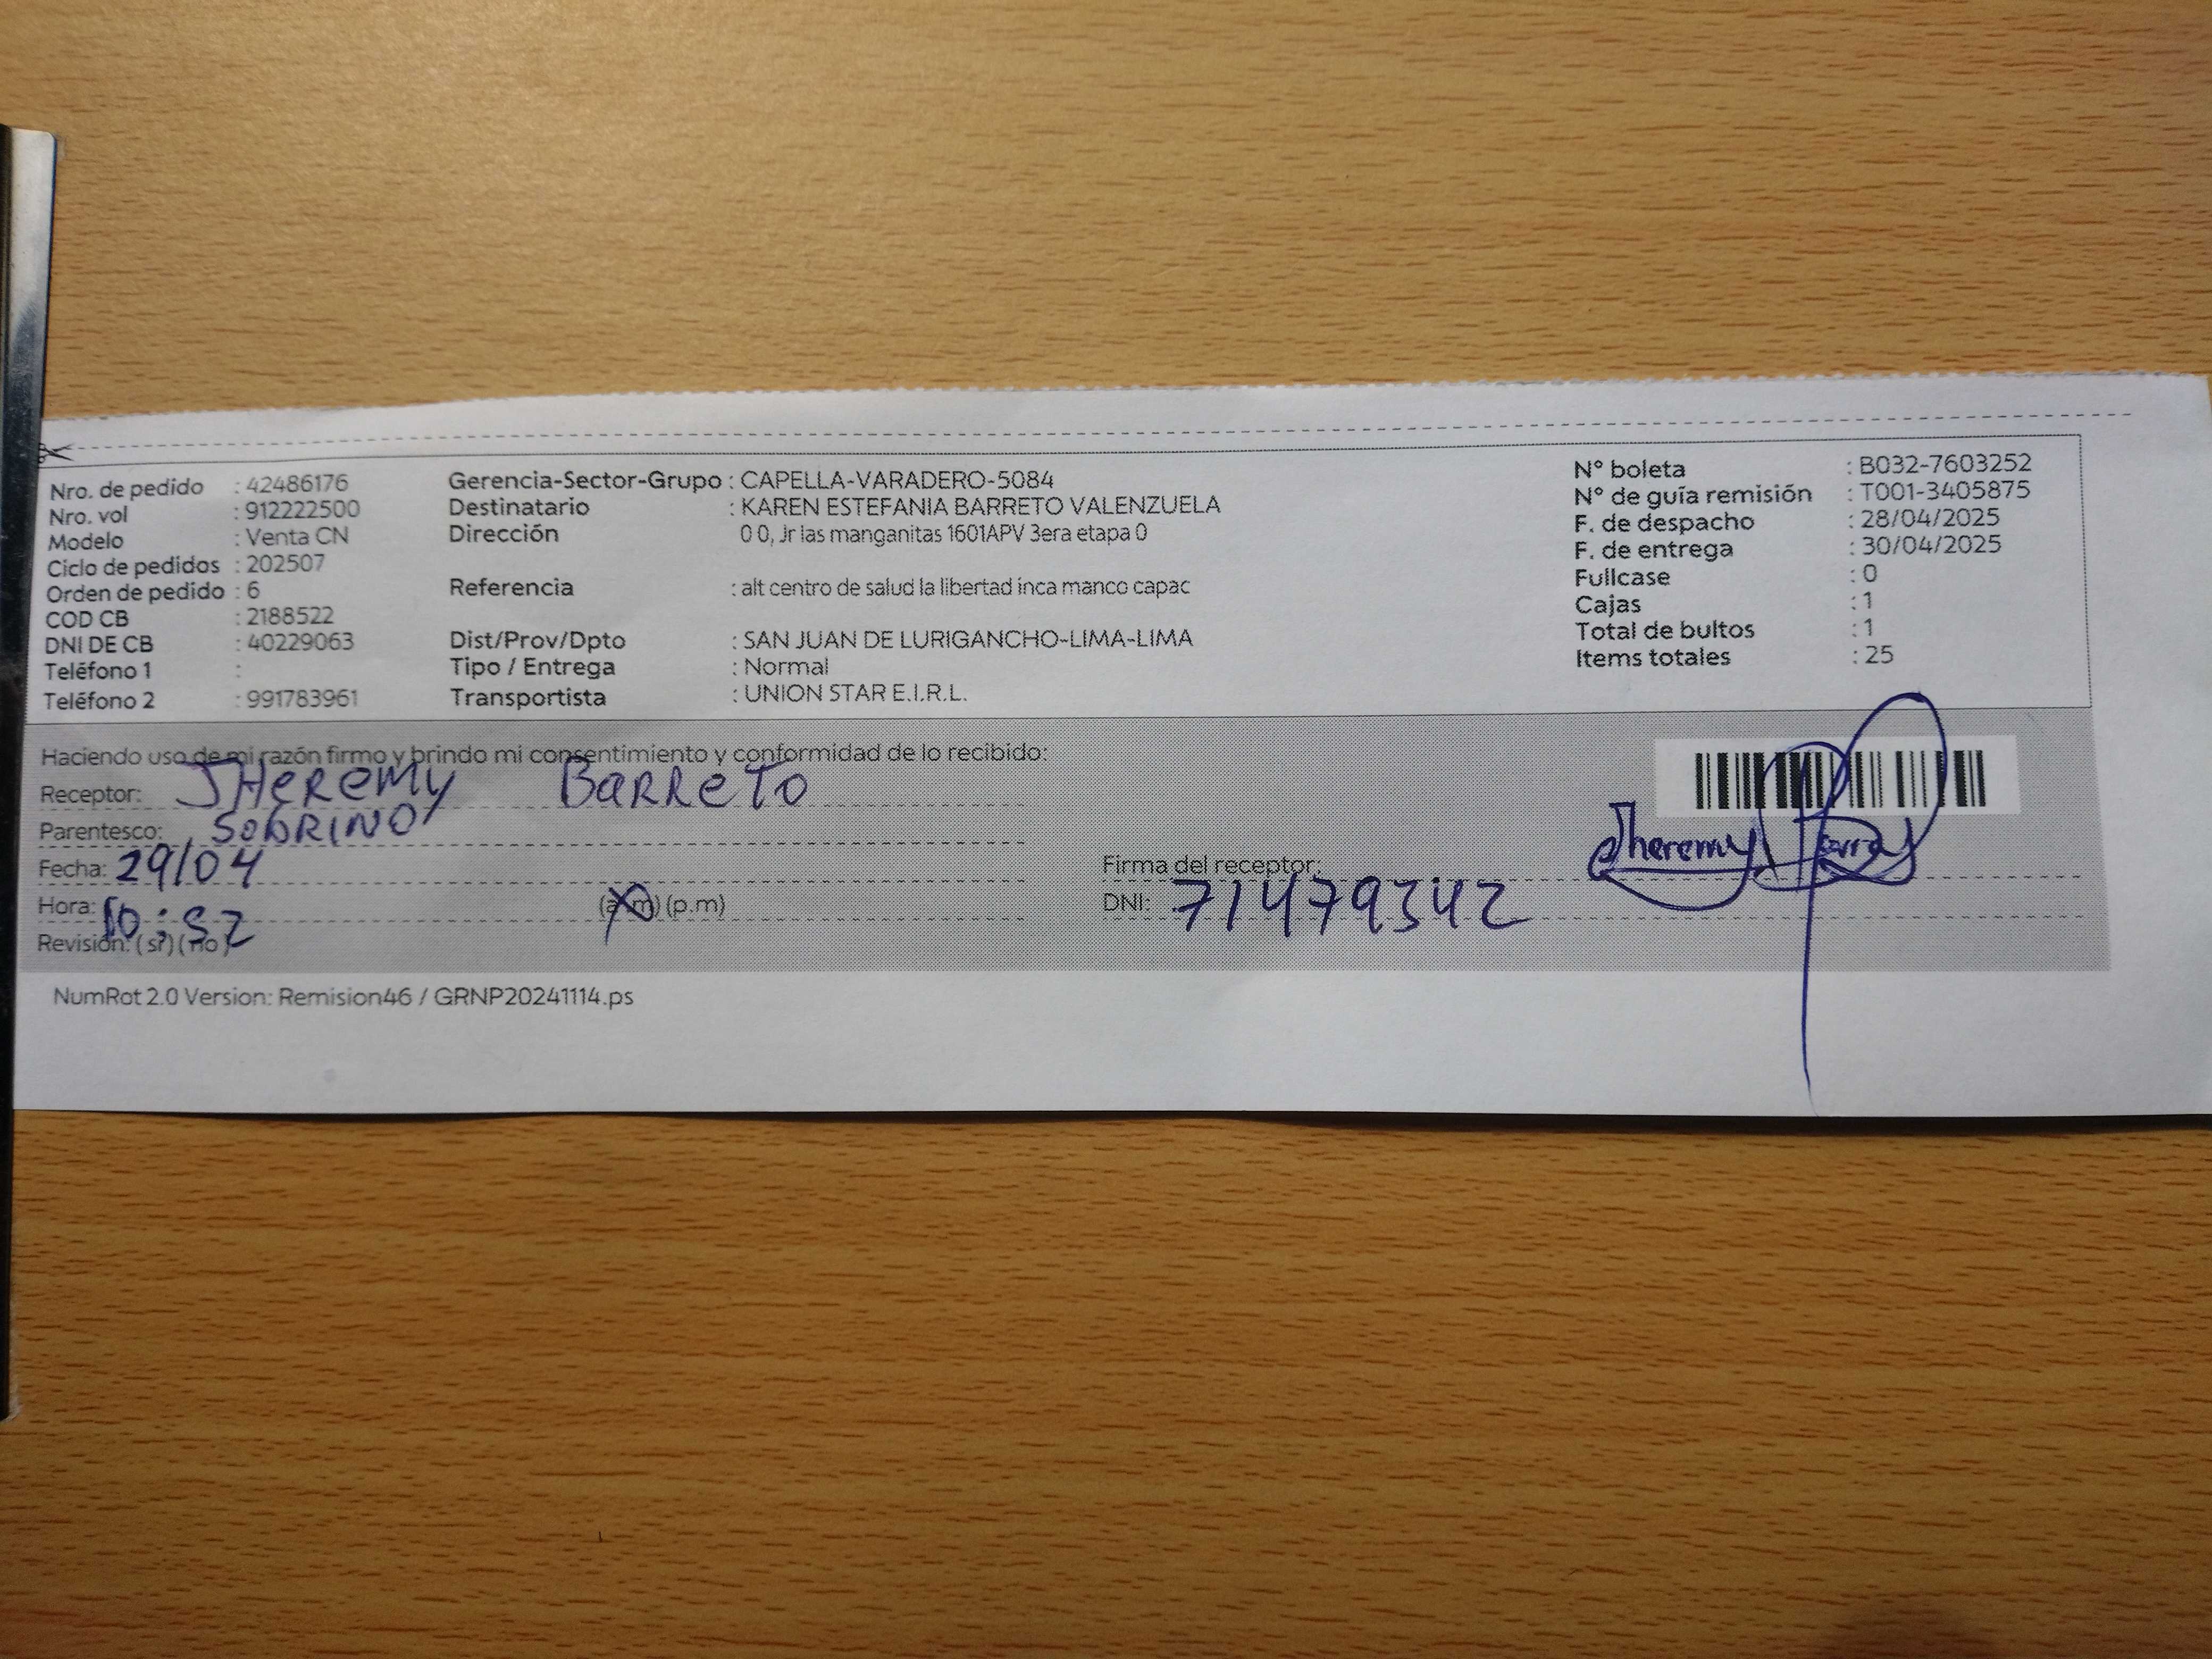 Nro. de pedido : 42486176
Nro. vol : 912222500
Modelo : Venta CN
Ciclo de pedidos : 202507
Orden de pedido : 6
COD CB : 2188522
DNI DE CB : 40229063
Teléfono 1 :
Teléfono 2 : 991783961
Gerencia-Sector-Grupo : CAPELLA-VARADERO-5084
Destinatario : KAREN ESTEFANIA BARRETO VALENZUELA
Dirección 0 0, Jr las manganitas 1601APV 3era etapa 0
Referencia : alt centro de salud la libertad inca manco capac
Dist/Prov/Dpto : SAN JUAN DE LURIGANCHO-LIMA-LIMA
Tipo / Entrega : Normal
Transportista : UNION STAR E.I.R.L.
N° boleta : B032-7603252
N° de guía remisión : T001-3405875
F. de despacho : 28/04/2025
F. de entrega : 30/04/2025
Fullcase : 0
Cajas : 1
Total de bultos : 1
Items totales : 25
Haciendo uso de mi razón firmo y brindo mi consentimiento y conformidad de lo recibido:
Receptor: JHeReMy BaRReTo
Parentesco: SOBRINO
Fecha: 29/04
Hora: 10:52 (a.m) (p.m)
Revisión: (si) (no)
Firma del receptor: Jheremy
DNI: 71479342
NumRot 2.0 Version: Remision46 / GRNP20241114.ps